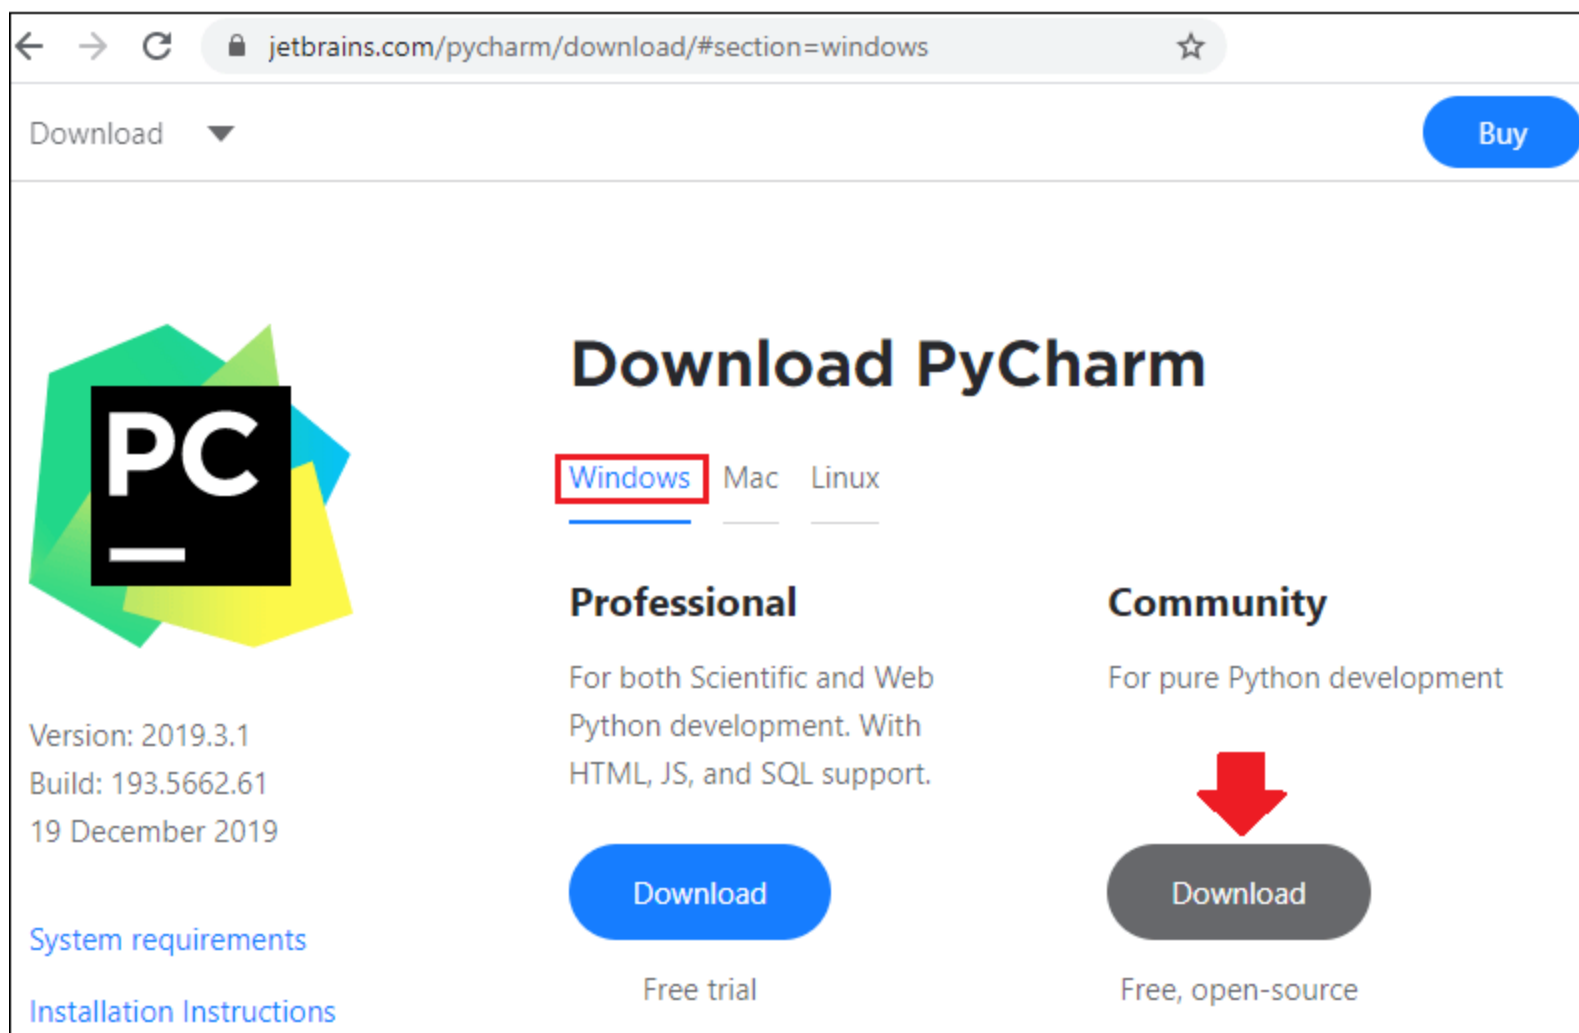 jetbrains.com/pycharm/download/#section=windows
Download
Buy
Download PyCharm
PC
Windows Mac Linux
Professional
For both Scientific and Web
Python development. With
HTML, JS, and SQL support.
Download
Free trial
Community
For pure Python development
Download
Free, open-source
Version: 2019.3.1
Build: 193.5662.61
19 December 2019
System requirements
Installation Instructions